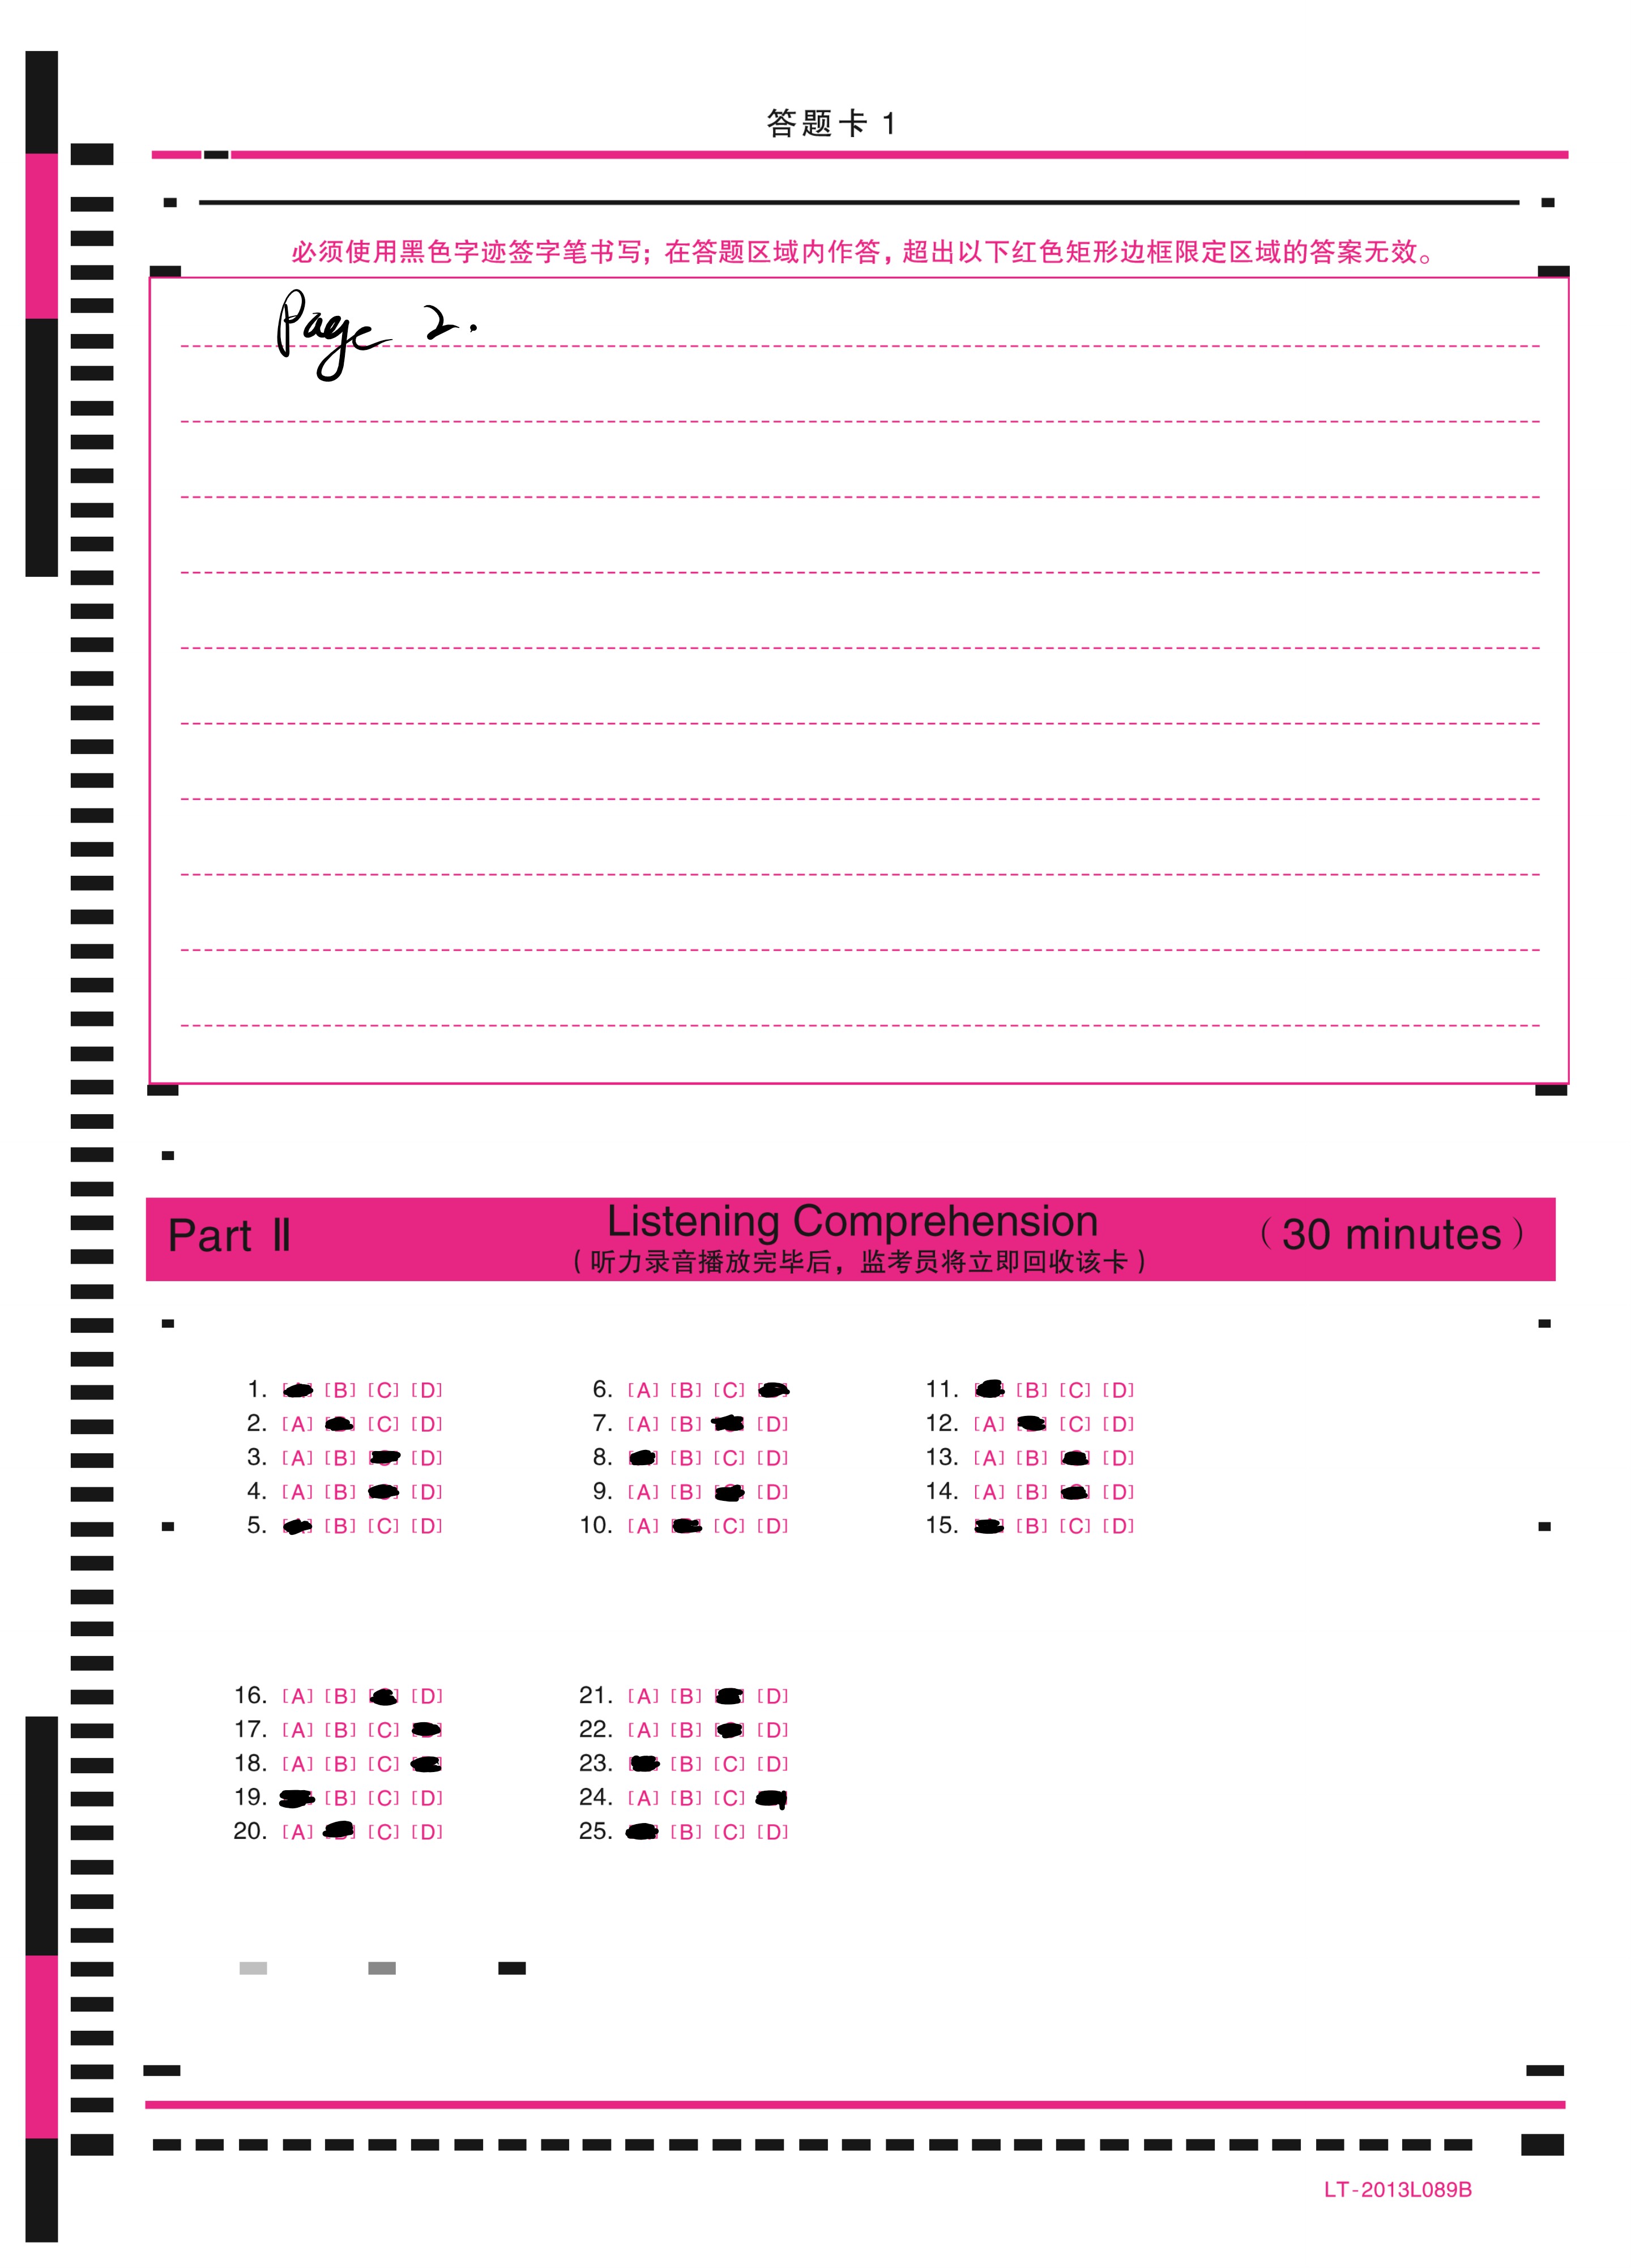 答题卡 1
必须使用黑色字迹签字笔书写；在答题区域内作答，超出以下红色矩形边框限定区域的答案无效。
Page 2.
Part Ⅱ Listening Comprehension （30 minutes）
（听力录音播放完毕后，监考员将立即回收该卡）
1. [B] [C] [D] 6. [A] [B] [C] 11. [B] [C] [D]
2. [A] [C] [D] 7. [A] [B] [D] 12. [A] [C] [D]
3. [A] [B] [D] 8. [B] [C] [D] 13. [A] [B] [D]
4. [A] [B] [D] 9. [A] [B] [D] 14. [A] [B] [D]
5. [B] [C] [D] 10. [A] [C] [D] 15. [B] [C] [D]
16. [A] [B] [D] 21. [A] [B] [D]
17. [A] [B] [C] 22. [A] [B] [D]
18. [A] [B] [C] 23. [B] [C] [D]
19. [B] [C] [D] 24. [A] [B] [C]
20. [A] [C] [D] 25. [B] [C] [D]
LT-2013L089B